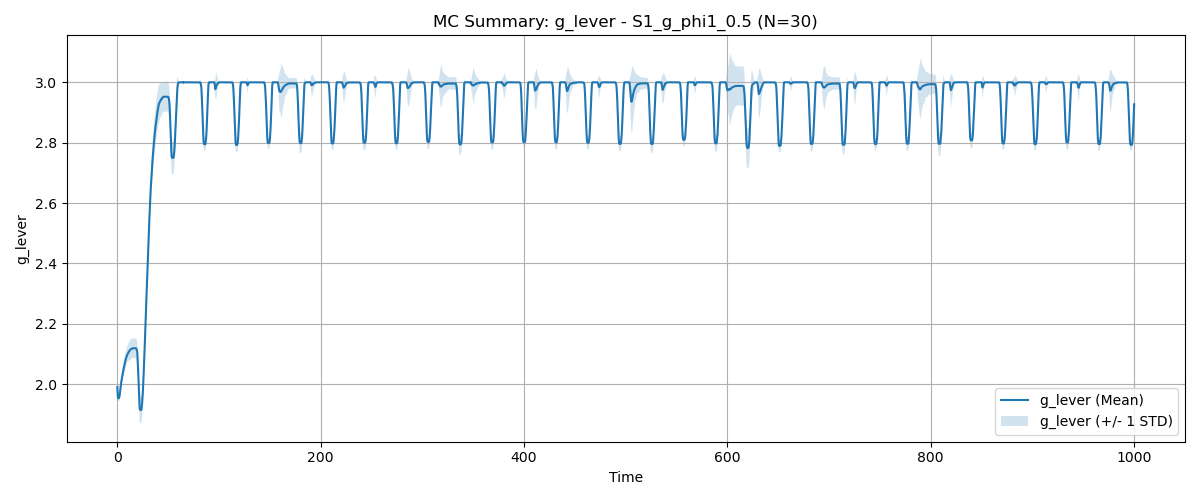 MC Summary: g_lever - S1_g_phi1_0.5 (N=30)
g_lever
3.0
2.8
2.6
2.4
2.2
2.0
g_lever (Mean)
g_lever (+/- 1 STD)
0 200 400 600 800 1000
Time